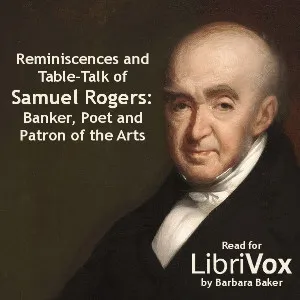 Reminiscences and
Table-Talk of
Samuel Rogers:
Banker, Poet and
Patron of the Arts
Read for
LibriVox
by Barbara Baker